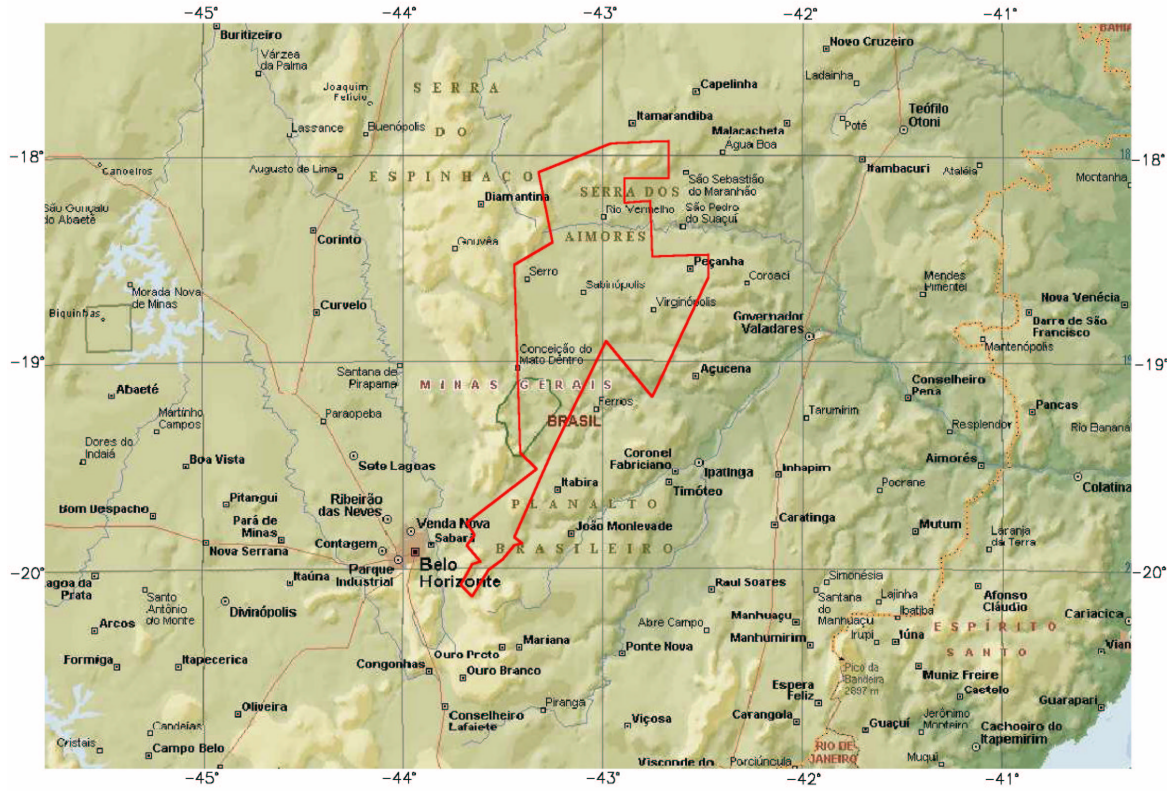 -45° -44° -43° -42° -41°
Buritizeiro
Várzea
da Palma
Joaquim
Felício
SERRA
Novo Cruzeiro
BAHIA
Ladainha
Capelinha
Lassance
Buenópolis
DO
Itamarandiba
Malacacheta
Poté
Teófilo
Otoni
Água Boa
-18°
-18°
Canoeiros
Augusto de Lima
ESPINHAÇO
Itambacuri
Ataléia
Montanha
São Sebastião
do Maranhão
SERRA DOS
Diamantina
São Gonçalo
do Abaeté
Rio Vermelho
São Pedro
do Suaçuí
Corinto
Gouvêa
AIMORES
Peçanha
Serro
Sabinópolis
Coroaci
Mendes
Pimentel
Morada Nova
de Minas
Curvelo
Virginópolis
Nova Venécia
Biquinhas
Governador
Valadares
Barra de São
Francisco
Mantenópolis
Conceição do
Mato Dentro
-19°
-19°
Santana de
Pirapama
Açucena
MINAS GERAIS
Abaeté
Conselheiro
Pena
Martinho
Campos
Paraopeba
Ferros
Tarumirim
Pancas
BRASIL
Resplendor
Rio Bananal
Dores do
Indaiá
Boa Vista
Sete Lagoas
Coronel
Fabriciano
Ipatinga
Inhapim
Aimorés
Itabira
Timóteo
Pocrane
Colatina
Pitangui
Ribeirão
das Neves
PLANALTO
Bom Despacho
Pará de
Minas
Venda Nova
Caratinga
Mutum
Laranja
da Terra
João Monlevade
Sabará
Nova Serrana
Contagem
BRASILEIRO
Belo
Horizonte
Parque
Industrial
-20°
-20°
Lagoa da
Prata
Itaúna
Raul Soares
Simonésia
Santo
Antônio
do Monte
Santana
do
Manhuaçu
Lajinha
Afonso
Cláudio
Divinópolis
Ibatiba
Cariacica
Arcos
Manhuaçu
Abre Campo
Irupi
Iúna
ESPÍRITO
Mariana
Manhumirim
Ouro Preto
Ponte Nova
SANTO
Formiga
Itapecerica
Congonhas
Ouro Branco
Pico da
Bandeira
2897 m
Muniz Freire
Castelo
Espera
Feliz
Oliveira
Piranga
Guarapari
Conselheiro
Lafaiete
Viçosa
Carangola
Guaçuí
Jerônimo
Monteiro
Candeias
Cachoeiro do
Itapemirim
Cristais
Campo Belo
RIO DE
JANEIRO
Muqui
Visconde do
Porciúncula
-45° -44° -43° -42° -41°